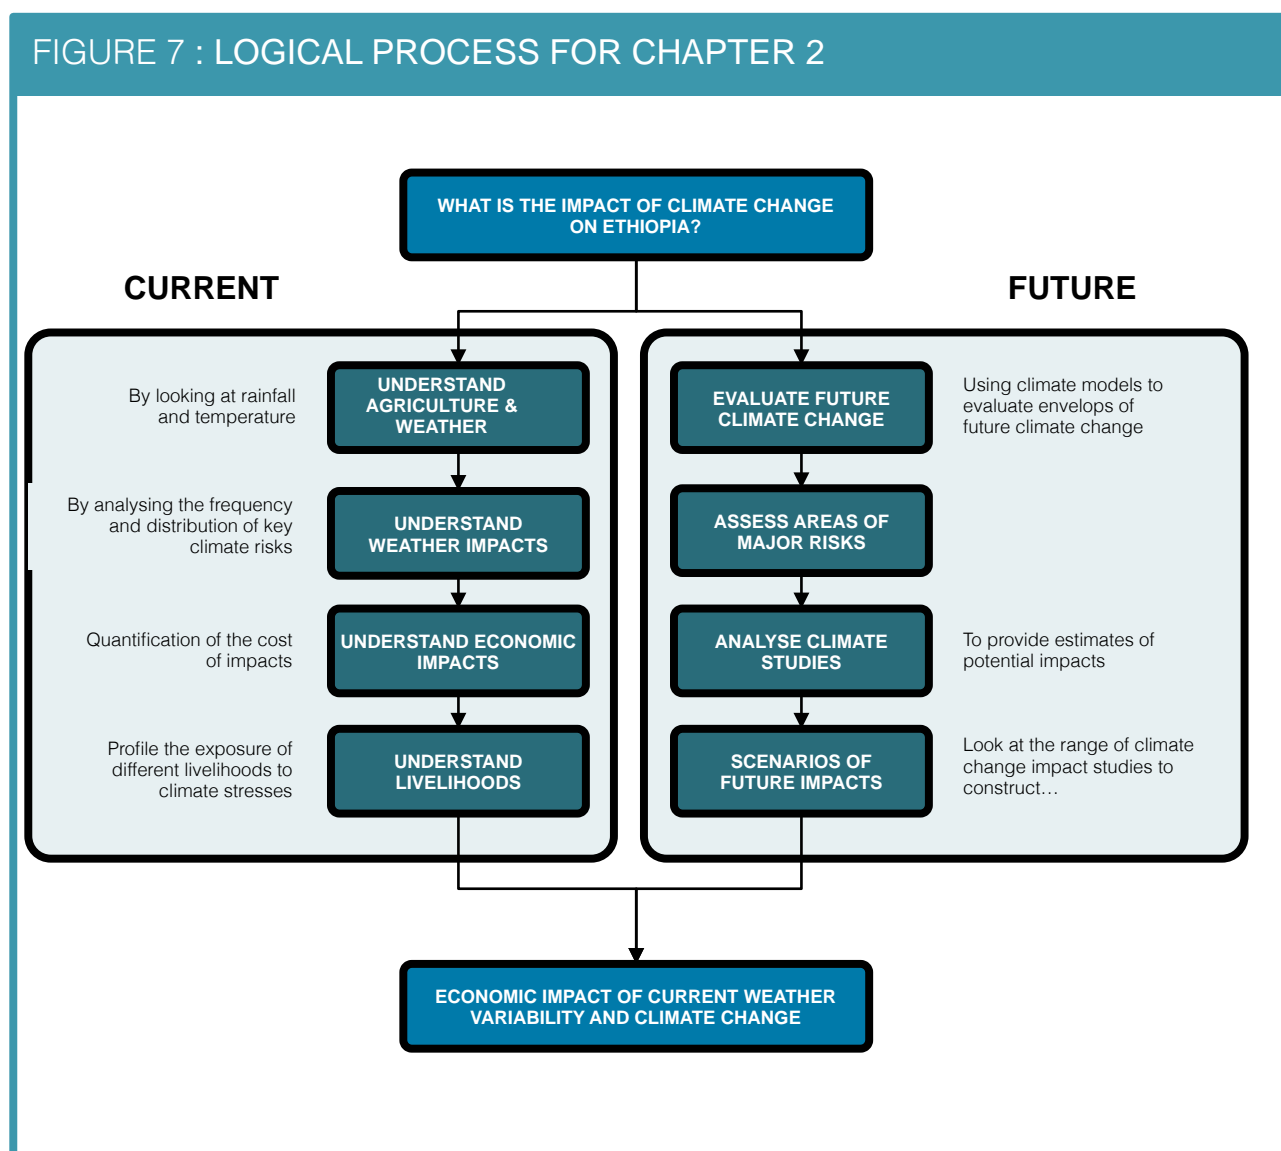 FIGURE 7 : LOGICAL PROCESS FOR CHAPTER 2
WHAT IS THE IMPACT OF CLIMATE CHANGE
ON ETHIOPIA?
CURRENT
By looking at rainfall
and temperature
UNDERSTAND
AGRICULTURE &
WEATHER
By analysing the frequency
and distribution of key
climate risks
UNDERSTAND
WEATHER IMPACTS
Quantification of the cost
of impacts
UNDERSTAND ECONOMIC
IMPACTS
Profile the exposure of
different livelihoods to
climate stresses
UNDERSTAND
LIVELIHOODS
FUTURE
EVALUATE FUTURE
CLIMATE CHANGE
Using climate models to
evaluate envelops of
future climate change
ASSESS AREAS OF
MAJOR RISKS
ANALYSE CLIMATE
STUDIES
To provide estimates of
potential impacts
SCENARIOS OF
FUTURE IMPACTS
Look at the range of climate
change impact studies to
construct…
ECONOMIC IMPACT OF CURRENT WEATHER
VARIABILITY AND CLIMATE CHANGE